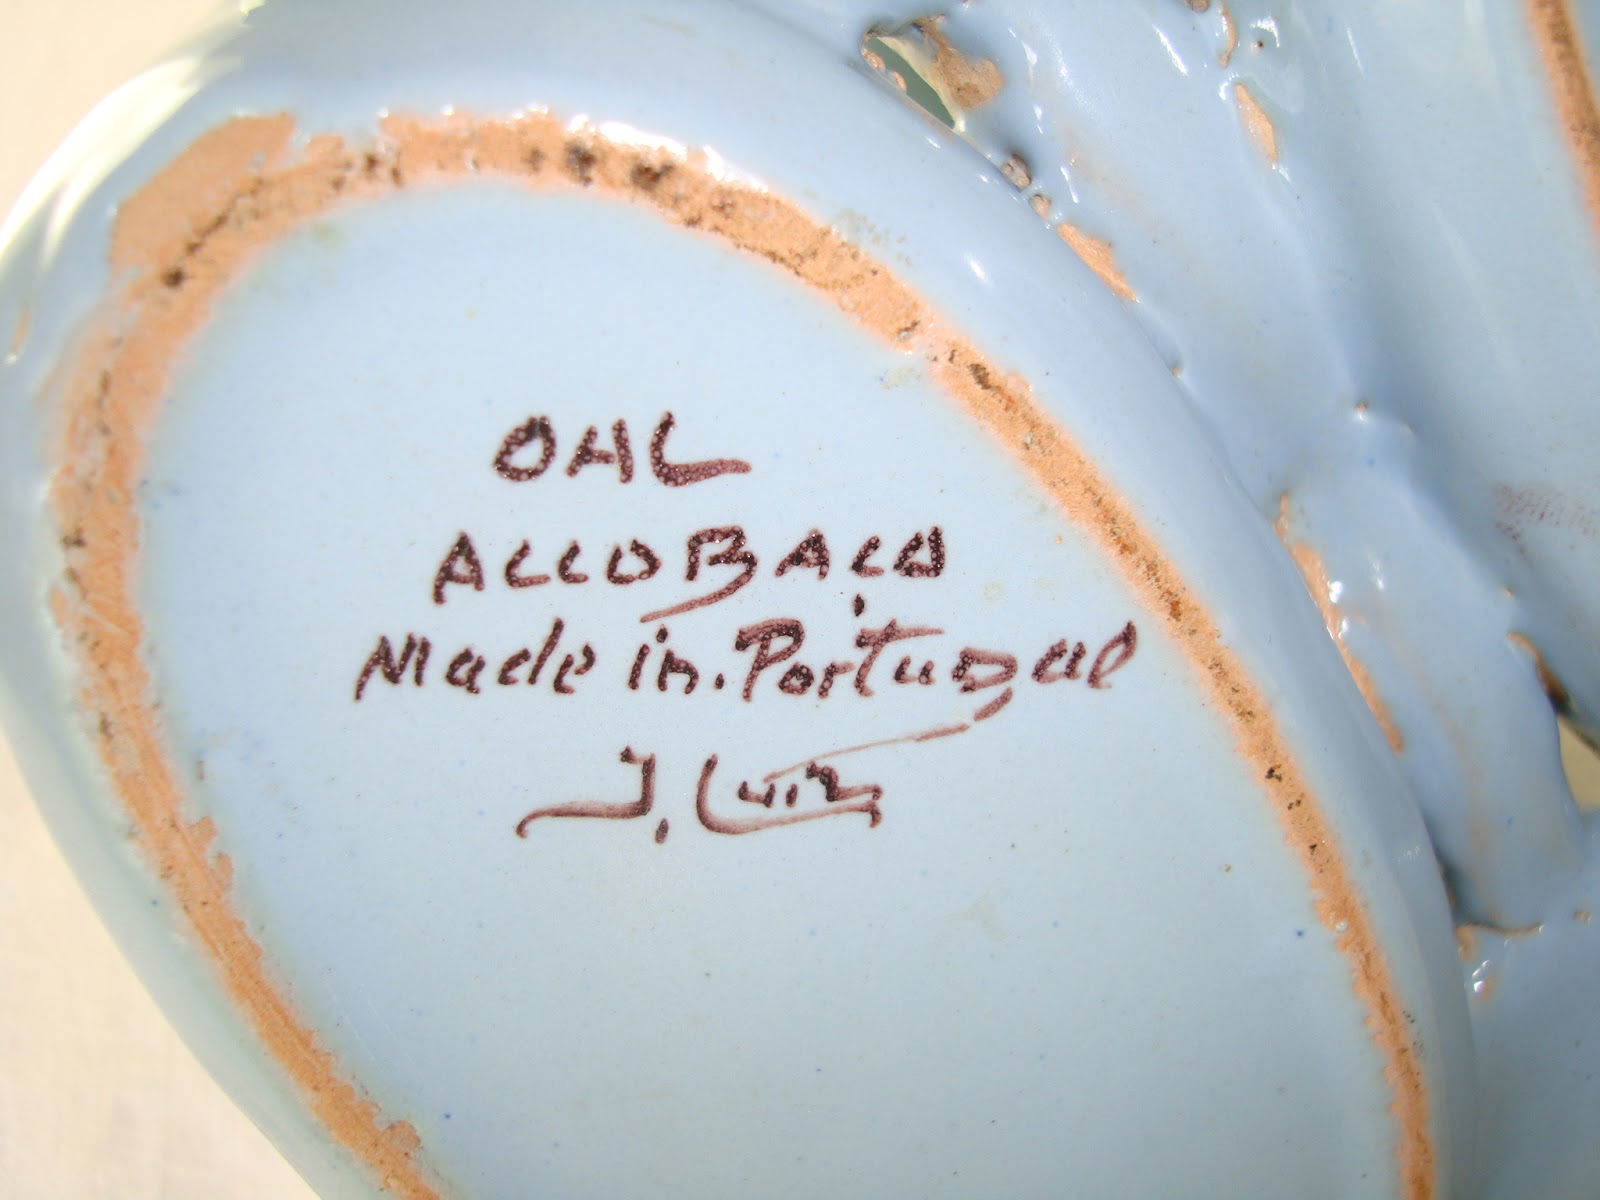 OAL
ALCOBAÇA
Made in. Portugal
J. Luiz